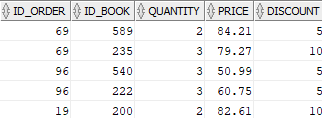 ID_ORDER ID_BOOK QUANTITY PRICE DISCOUNT
69 589 2 84.21 5
69 235 3 79.27 10
96 540 3 50.99 5
96 222 3 60.75 5
19 200 2 82.61 10